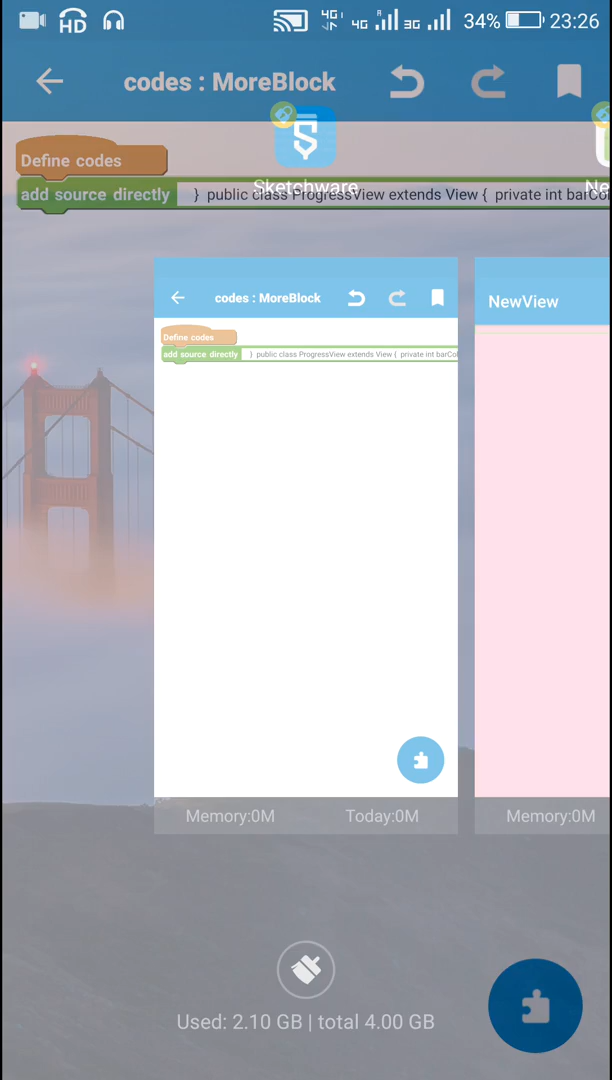 HD 4G 4G R 3G 34% 23:26
codes : MoreBlock
Define codes
Sketchware
add source directly } public class ProgressView extends View { private int barCol
codes : MoreBlock
NewView
Define codes
add source directly } public class ProgressView extends View { private int barCol
Memory:0M Today:0M Memory:0M
Used: 2.10 GB | total 4.00 GB